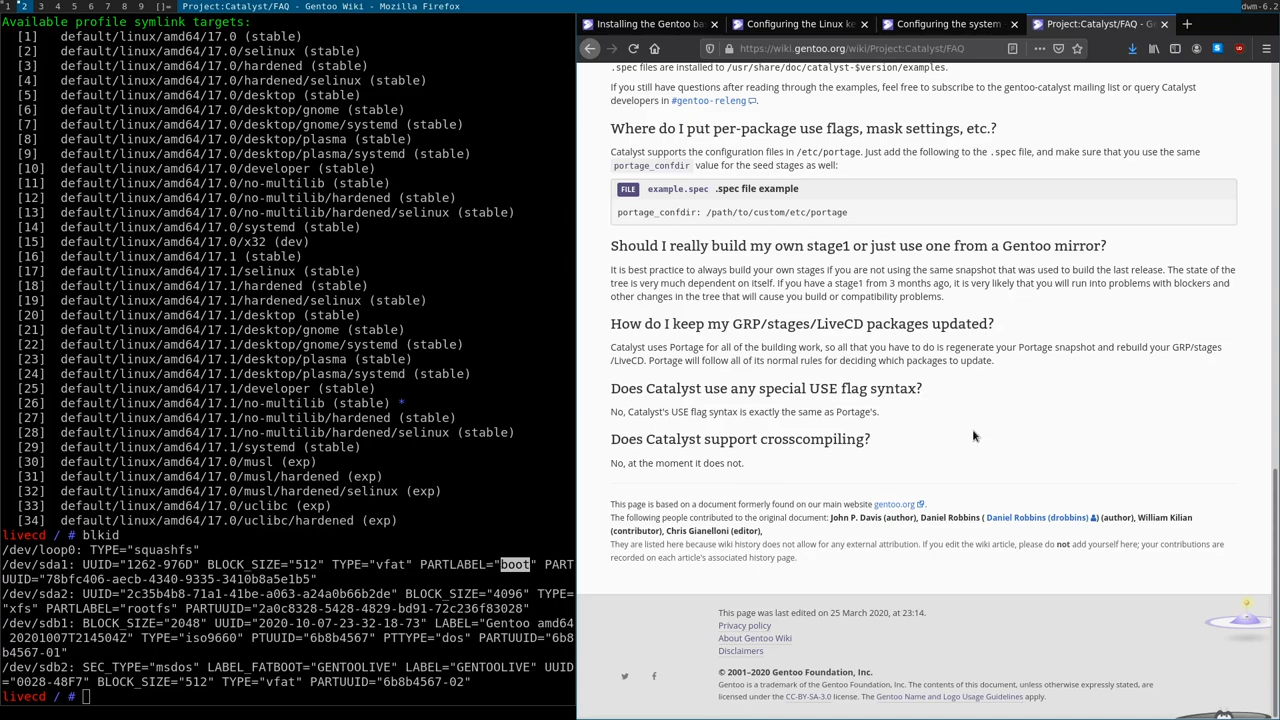 1 2 3 4 5 6 7 8 9 []= Project:Catalyst/FAQ - Gentoo Wiki - Mozilla Firefox dwm-6.2
Available profile symlink targets:
[1] default/linux/amd64/17.0 (stable)
[2] default/linux/amd64/17.0/selinux (stable)
[3] default/linux/amd64/17.0/hardened (stable)
[4] default/linux/amd64/17.0/hardened/selinux (stable)
[5] default/linux/amd64/17.0/desktop (stable)
[6] default/linux/amd64/17.0/desktop/gnome (stable)
[7] default/linux/amd64/17.0/desktop/gnome/systemd (stable)
[8] default/linux/amd64/17.0/desktop/plasma (stable)
[9] default/linux/amd64/17.0/desktop/plasma/systemd (stable)
[10] default/linux/amd64/17.0/developer (stable)
[11] default/linux/amd64/17.0/no-multilib (stable)
[12] default/linux/amd64/17.0/no-multilib/hardened (stable)
[13] default/linux/amd64/17.0/no-multilib/hardened/selinux (stable)
[14] default/linux/amd64/17.0/systemd (stable)
[15] default/linux/amd64/17.0/x32 (dev)
[16] default/linux/amd64/17.1 (stable)
[17] default/linux/amd64/17.1/selinux (stable)
[18] default/linux/amd64/17.1/hardened (stable)
[19] default/linux/amd64/17.1/hardened/selinux (stable)
[20] default/linux/amd64/17.1/desktop (stable)
[21] default/linux/amd64/17.1/desktop/gnome (stable)
[22] default/linux/amd64/17.1/desktop/gnome/systemd (stable)
[23] default/linux/amd64/17.1/desktop/plasma (stable)
[24] default/linux/amd64/17.1/desktop/plasma/systemd (stable)
[25] default/linux/amd64/17.1/developer (stable)
[26] default/linux/amd64/17.1/no-multilib (stable) *
[27] default/linux/amd64/17.1/no-multilib/hardened (stable)
[28] default/linux/amd64/17.1/no-multilib/hardened/selinux (stable)
[29] default/linux/amd64/17.1/systemd (stable)
[30] default/linux/amd64/17.0/musl (exp)
[31] default/linux/amd64/17.0/musl/hardened (exp)
[32] default/linux/amd64/17.0/musl/hardened/selinux (exp)
[33] default/linux/amd64/17.0/uclibc (exp)
[34] default/linux/amd64/17.0/uclibc/hardened (exp)
livecd / # blkid
/dev/loop0: TYPE="squashfs"
/dev/sda1: UUID="1262-976D" BLOCK_SIZE="512" TYPE="vfat" PARTLABEL="boot" PART
UUID="78bfc406-aecb-4340-9335-3410b8a5e1b5"
/dev/sda2: UUID="2c35b4b8-71a1-41be-a063-a24a0b66b2de" BLOCK_SIZE="4096" TYPE=
"xfs" PARTLABEL="rootfs" PARTUUID="2a0c8328-5428-4829-bd91-72c236f83028"
/dev/sdb1: BLOCK_SIZE="2048" UUID="2020-10-07-23-32-18-73" LABEL="Gentoo amd64
20201007T214504Z" TYPE="iso9660" PTUUID="6b8b4567" PTTYPE="dos" PARTUUID="6b8
b4567-01"
/dev/sdb2: SEC_TYPE="msdos" LABEL_FATBOOT="GENTOOLIVE" LABEL="GENTOOLIVE" UUID
="0028-48F7" BLOCK_SIZE="512" TYPE="vfat" PARTUUID="6b8b4567-02"
livecd / #
Installing the Gentoo ba
Configuring the Linux ke
Configuring the system
Project:Catalyst/FAQ - Ge
https://wiki.gentoo.org/wiki/Project:Catalyst/FAQ
.spec files are installed to /usr/share/doc/catalyst-$version/examples.
If you still have questions after reading through the examples, feel free to subscribe to the gentoo-catalyst mailing list or query Catalyst
developers in #gentoo-releng.
Where do I put per-package use flags, mask settings, etc.?
Catalyst supports the configuration files in /etc/portage. Just add the following to the .spec file, and make sure that you use the same
portage_confdir value for the seed stages as well:
FILE example.spec .spec file example
portage_confdir: /path/to/custom/etc/portage
Should I really build my own stage1 or just use one from a Gentoo mirror?
It is best practice to always build your own stages if you are not using the same snapshot that was used to build the last release. The state of the
tree is very much dependent on itself. If you have a stage1 from 3 months ago, it is very likely that you will run into problems with blockers and
other changes in the tree that will cause you build or compatibility problems.
How do I keep my GRP/stages/LiveCD packages updated?
Catalyst uses Portage for all of the building work, so all that you have to do is regenerate your Portage snapshot and rebuild your GRP/stages
/LiveCD. Portage will follow all of its normal rules for deciding which packages to update.
Does Catalyst use any special USE flag syntax?
No, Catalyst's USE flag syntax is exactly the same as Portage's.
Does Catalyst support crosscompiling?
No, at the moment it does not.
This page is based on a document formerly found on our main website gentoo.org.
The following people contributed to the original document: John P. Davis (author), Daniel Robbins ( Daniel Robbins (drobbins) ) (author), William Kilian
(contributor), Chris Gianelloni (editor),
They are listed here because wiki history does not allow for any external attribution. If you edit the wiki article, please do not add yourself here; your contributions are
recorded on each article's associated history page.
This page was last edited on 25 March 2020, at 23:14.
Privacy policy
About Gentoo Wiki
Disclaimers
© 2001–2020 Gentoo Foundation, Inc.
Gentoo is a trademark of the Gentoo Foundation, Inc. The contents of this document, unless otherwise expressly stated, are
licensed under the CC-BY-SA-3.0 license. The Gentoo Name and Logo Usage Guidelines apply.